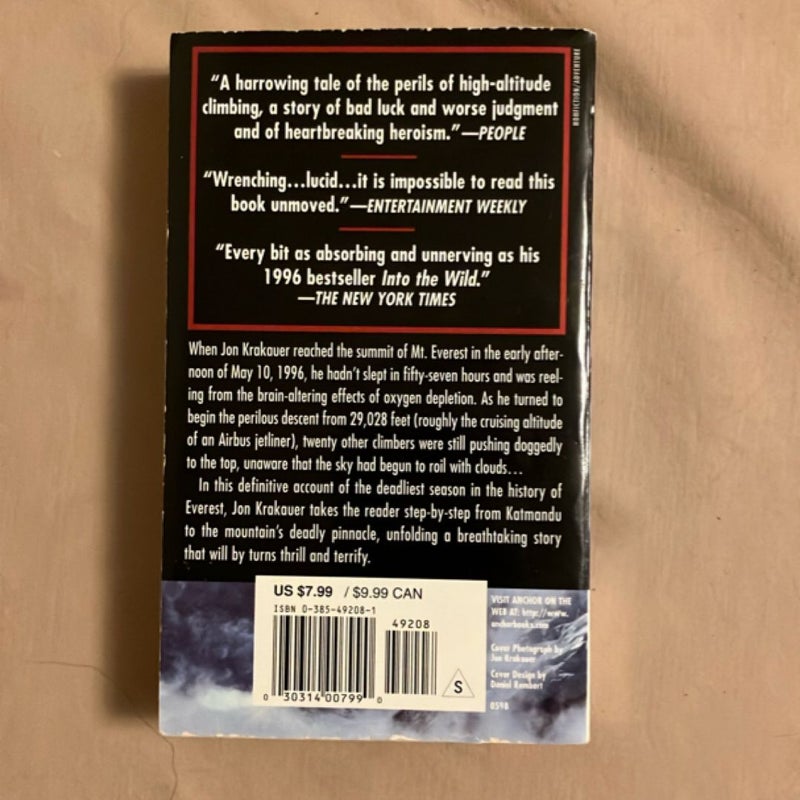 NONFICTION/ADVENTURE
“A harrowing tale of the perils of high-altitude
climbing, a story of bad luck and worse judgment
and of heartbreaking heroism.”—PEOPLE
“Wrenching...lucid...it is impossible to read this
book unmoved.”—ENTERTAINMENT WEEKLY
“Every bit as absorbing and unnerving as his
1996 bestseller Into the Wild.”
—THE NEW YORK TIMES
When Jon Krakauer reached the summit of Mt. Everest in the early after-
noon of May 10, 1996, he hadn’t slept in fifty-seven hours and was reel-
ing from the brain-altering effects of oxygen depletion. As he turned to
begin the perilous descent from 29,028 feet (roughly the cruising altitude
of an Airbus jetliner), twenty other climbers were still pushing doggedly
to the top, unaware that the sky had begun to roil with clouds...
In this definitive account of the deadliest season in the history of
Everest, Jon Krakauer takes the reader step-by-step from Katmandu
to the mountain’s deadly pinnacle, unfolding a breathtaking story
that will by turns thrill and terrify.
US $7.99 / $9.99 CAN
ISBN 0-385-49208-1
49208
0 30314 00799 0
S
VISIT ANCHOR ON THE
WEB AT: http://www.
anchorbooks.com
Cover Photograph by
Jon Krakauer
Cover Design by
Daniel Rembert
0598